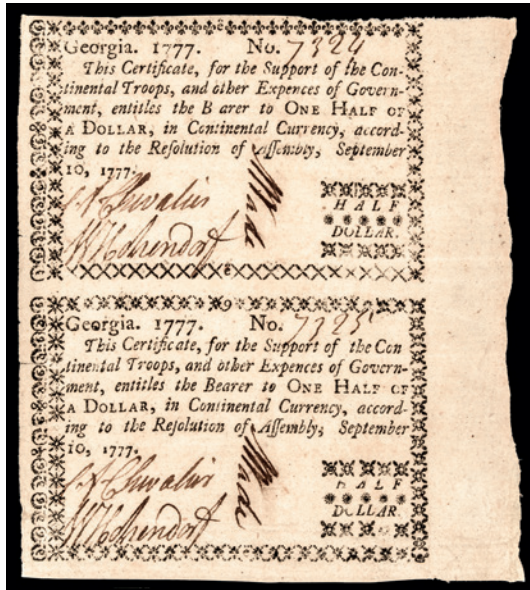 Georgia. 1777. No. 7324
This Certificate, for the Support of the Con-
tinental Troops, and other Expences of Govern-
ment, entitles the B arer to ONE HALF OF
A DOLLAR, in Continental Currency, accord-
ing to the Resolution of Assembly, September
10, 1777.
HALF
DOLLAR.
Georgia. 1777. No. 7325
This Certificate, for the Support of the Con
tinental Troops, and other Expences of Govern-
ment, entitles the Bearer to ONE HALF OF
A DOLLAR, in Continental Currency, accord-
ing to the Resolution of Assembly, September
10, 1777.
HALF
DOLLAR.